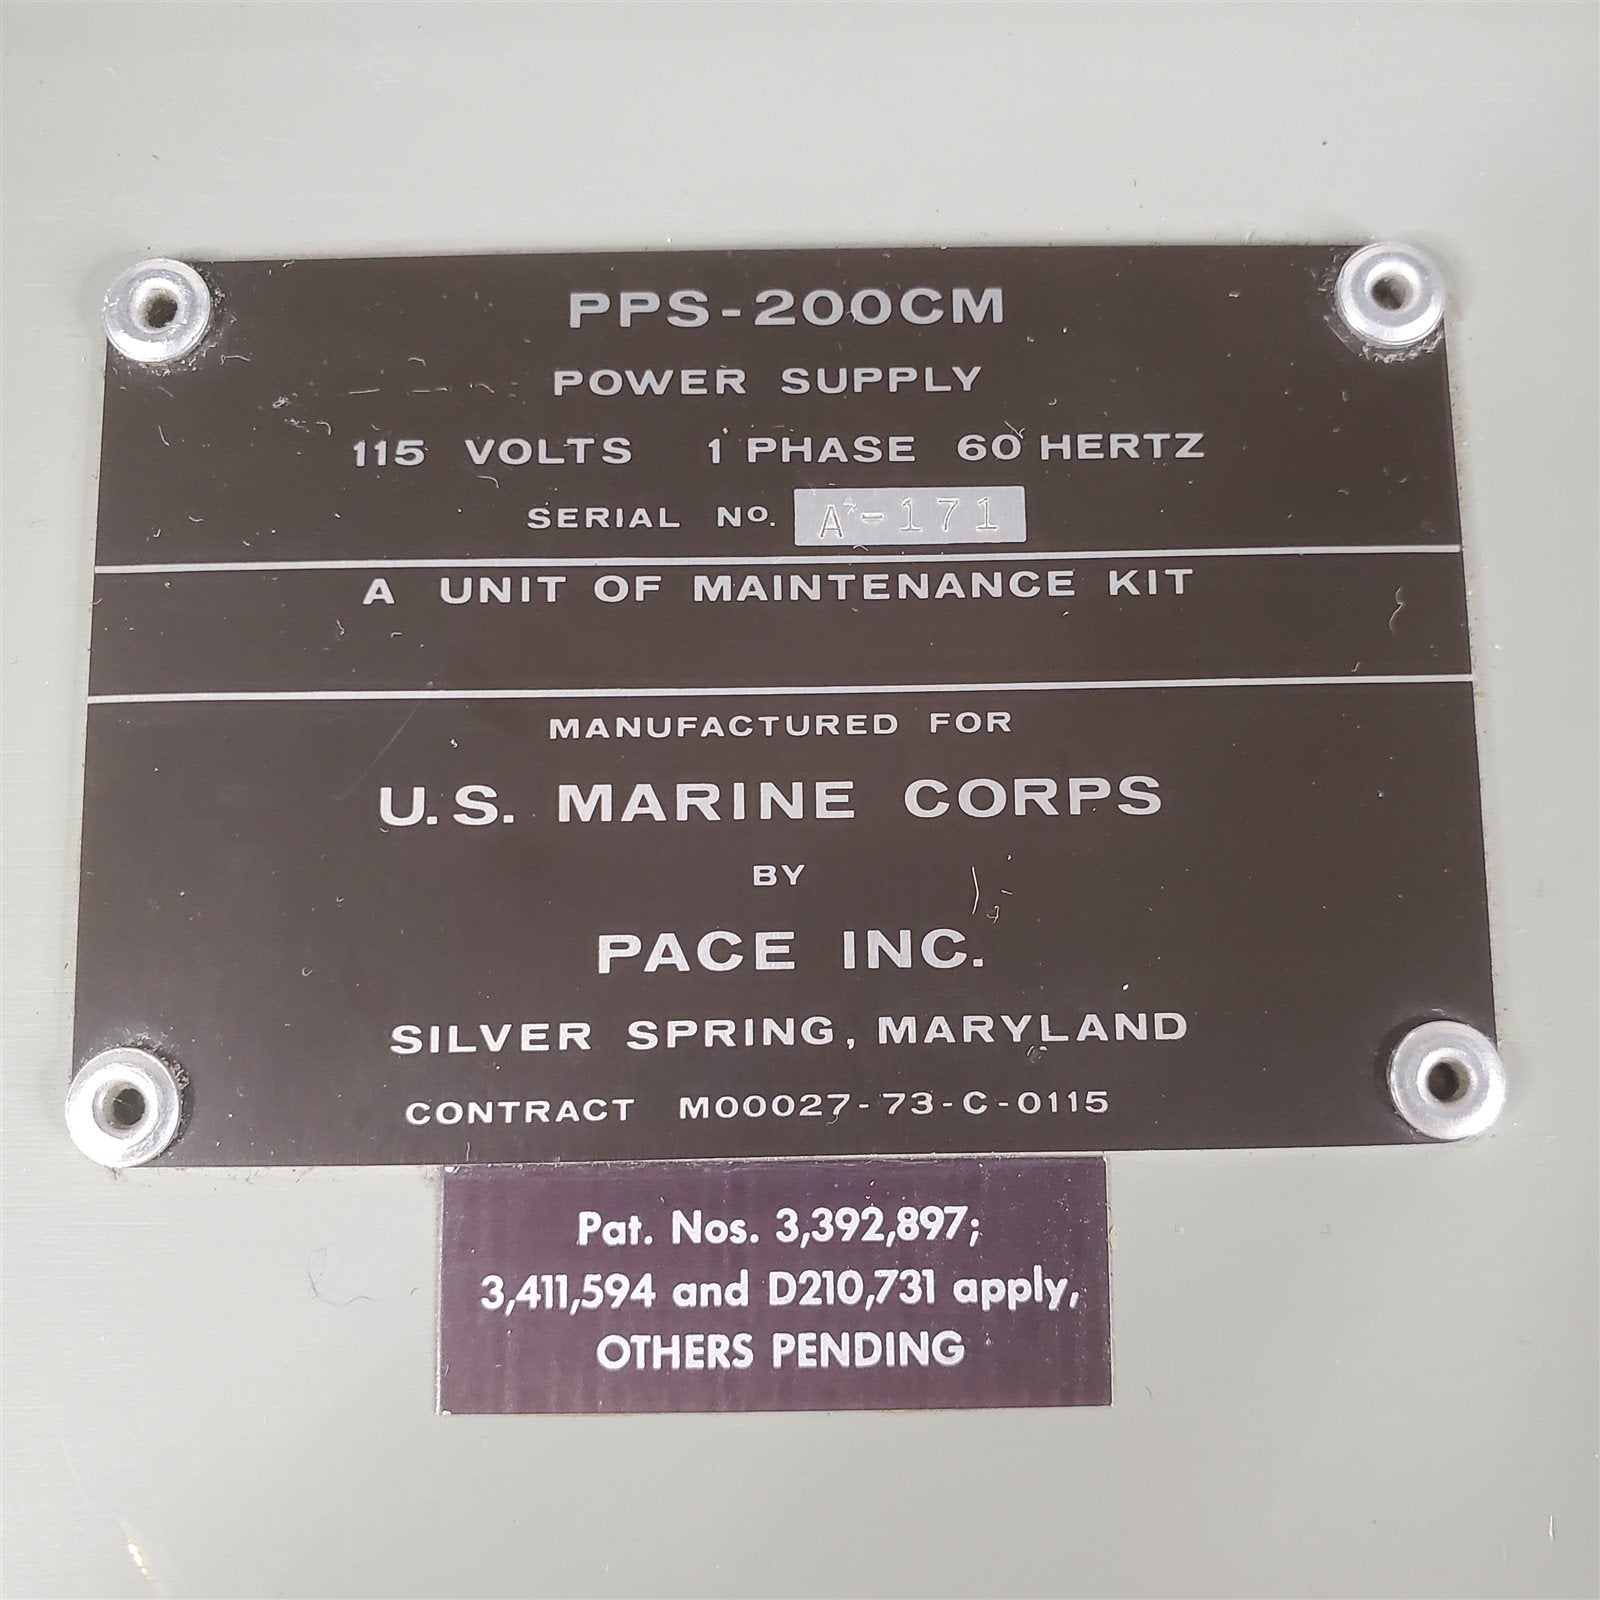 PPS-200CM
POWER SUPPLY
115 VOLTS 1 PHASE 60 HERTZ
SERIAL No. A-171
A UNIT OF MAINTENANCE KIT
MANUFACTURED FOR
U.S. MARINE CORPS
BY
PACE INC.
SILVER SPRING, MARYLAND
CONTRACT M00027-73-C-0115
Pat. Nos. 3,392,897;
3,411,594 and D210,731 apply,
OTHERS PENDING